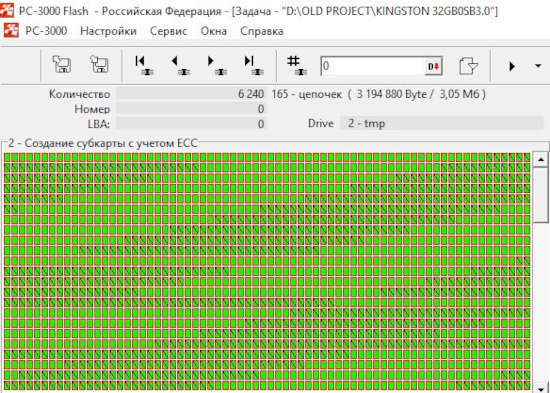 PC-3000 Flash - Российская Федерация - [Задача - "D:\OLD PROJECT\KINGSTON 32GB0SB3.0"]
PC-3000 Настройки Сервис Окна Справка
0 D
Количество 6 240 165 - цепочек ( 3 194 880 Byte / 3,05 Мб )
Номер 0
LBA: 0 Drive 2 - tmp
2 - Создание субкарты с учетом ECC